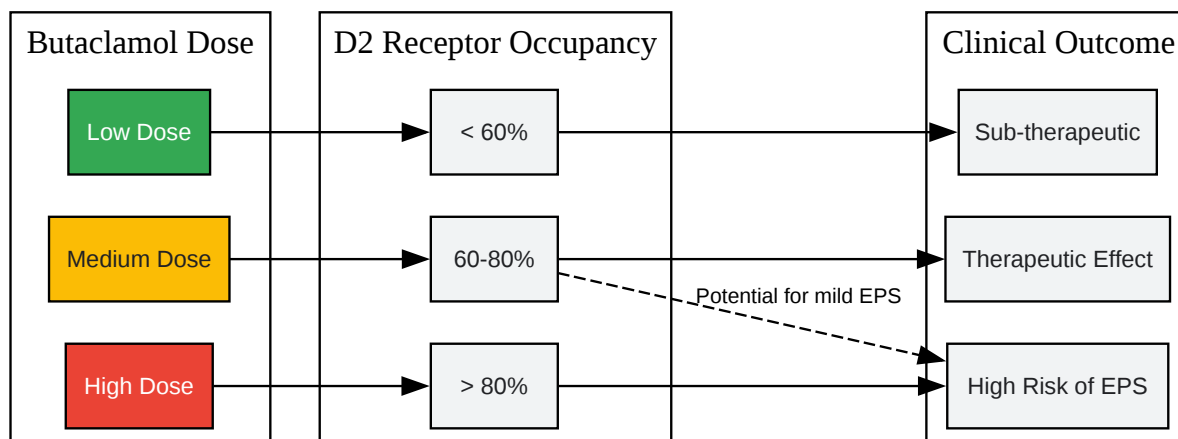 Butaclamol Dose
D2 Receptor Occupancy
Clinical Outcome
Low Dose
< 60%
Sub-therapeutic
Medium Dose
60-80%
Therapeutic Effect
Potential for mild EPS
High Dose
> 80%
High Risk of EPS